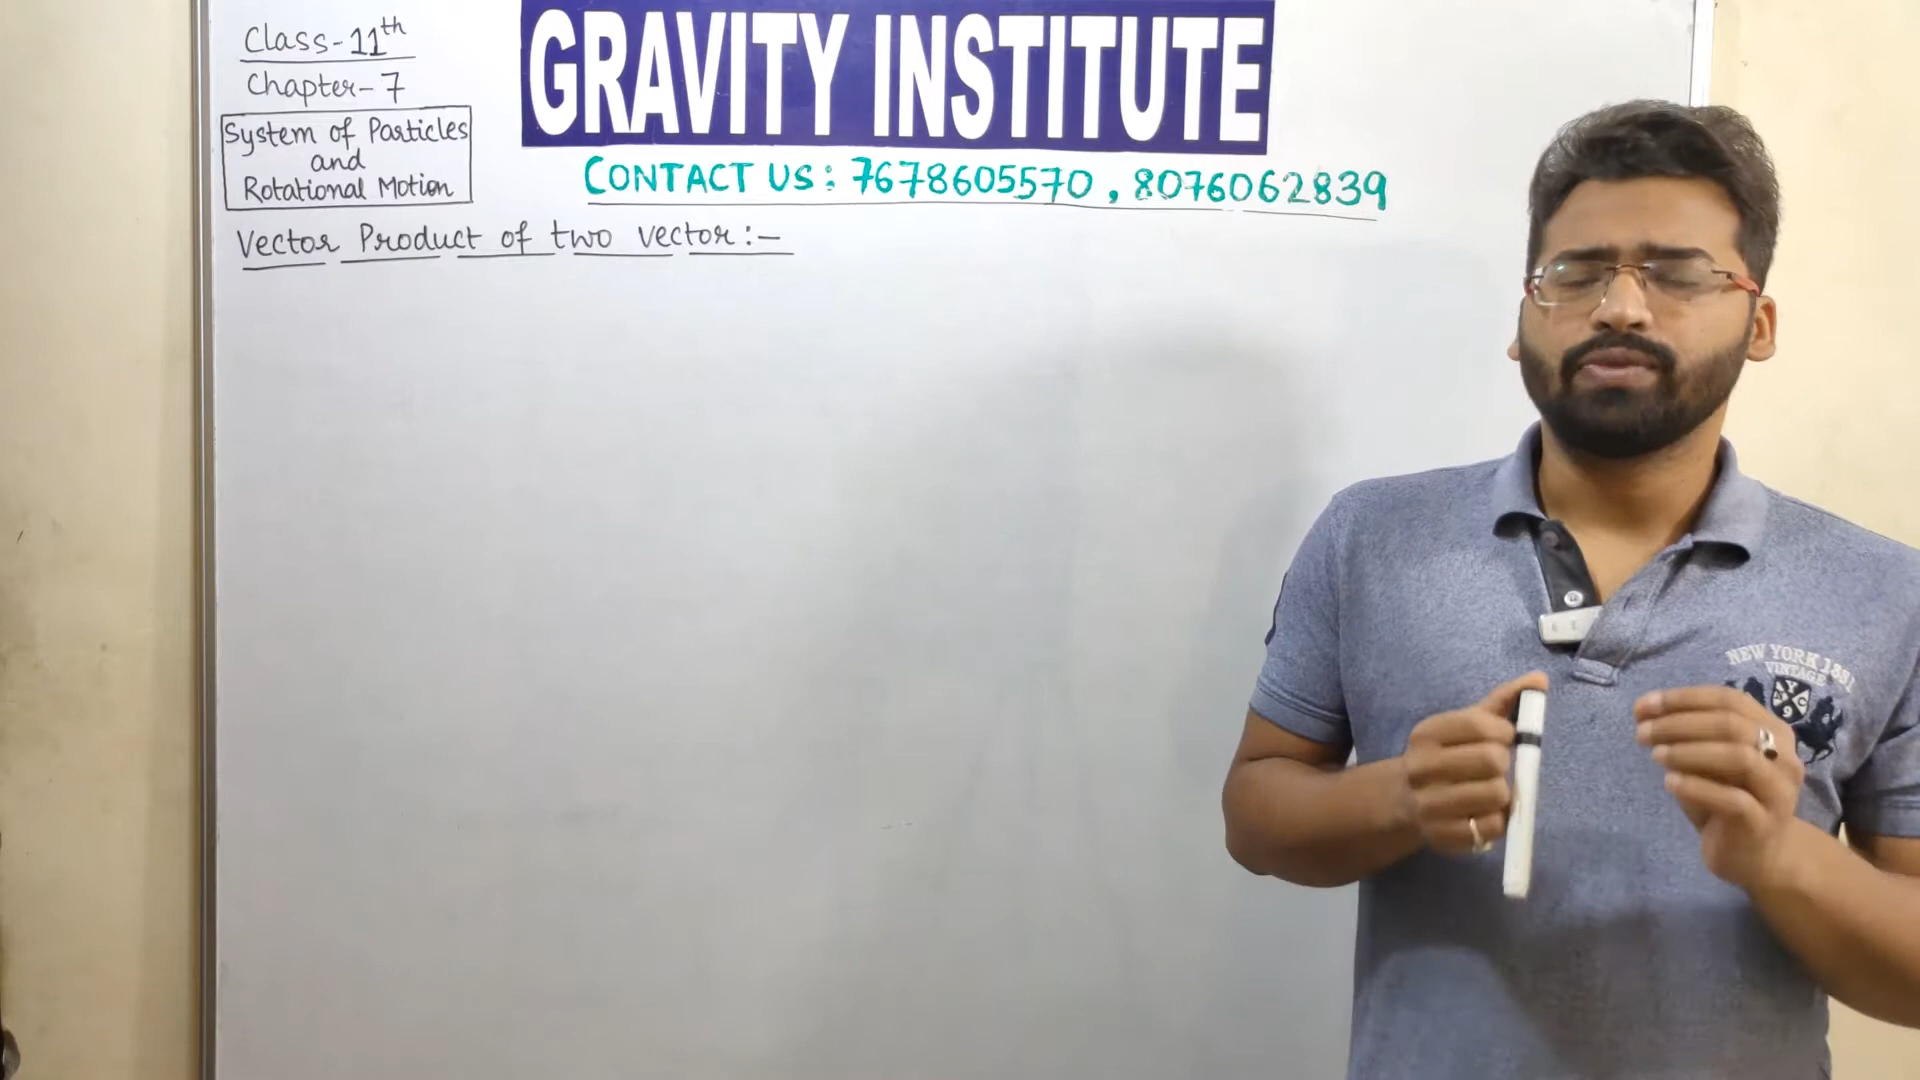 Class-11th
Chapter-7
System of Particles
and
Rotational Motion
GRAVITY INSTITUTE
CONTACT US: 7678605570, 8076062839
Vector Product of two vector:-
NEW YORK 1891
VINTAGE
N Y C
9